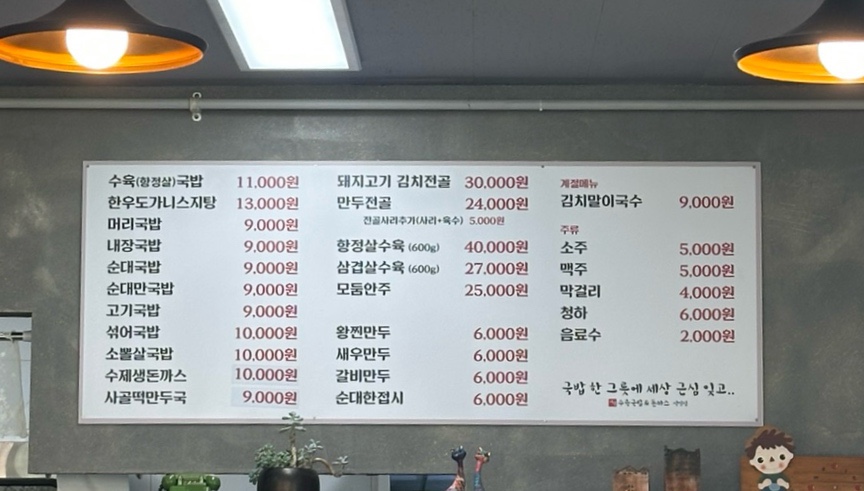 수육(항정살)국밥 11,000원
한우도가니스지탕 13,000원
머리국밥 9,000원
내장국밥 9,000원
순대국밥 9,000원
순대만국밥 9,000원
고기국밥 9,000원
섞어국밥 10,000원
소뽈살국밥 10,000원
수제생돈까스 10,000원
사골떡만두국 9,000원
돼지고기 김치전골 30,000원
만두전골 24,000원
전골사리추가(사리+육수) 5.000원
항정살수육 (600g) 40,000원
삼겹살수육 (600g) 27,000원
모둠안주 25,000원
왕찐만두 6,000원
새우만두 6,000원
갈비만두 6,000원
순대한접시 6,000원
계절메뉴
김치말이국수 9,000원
주류
소주 5,000원
맥주 5,000원
막걸리 4,000원
청하 6,000원
음료수 2,000원
국밥 한 그릇에 세상 근심 잊고..